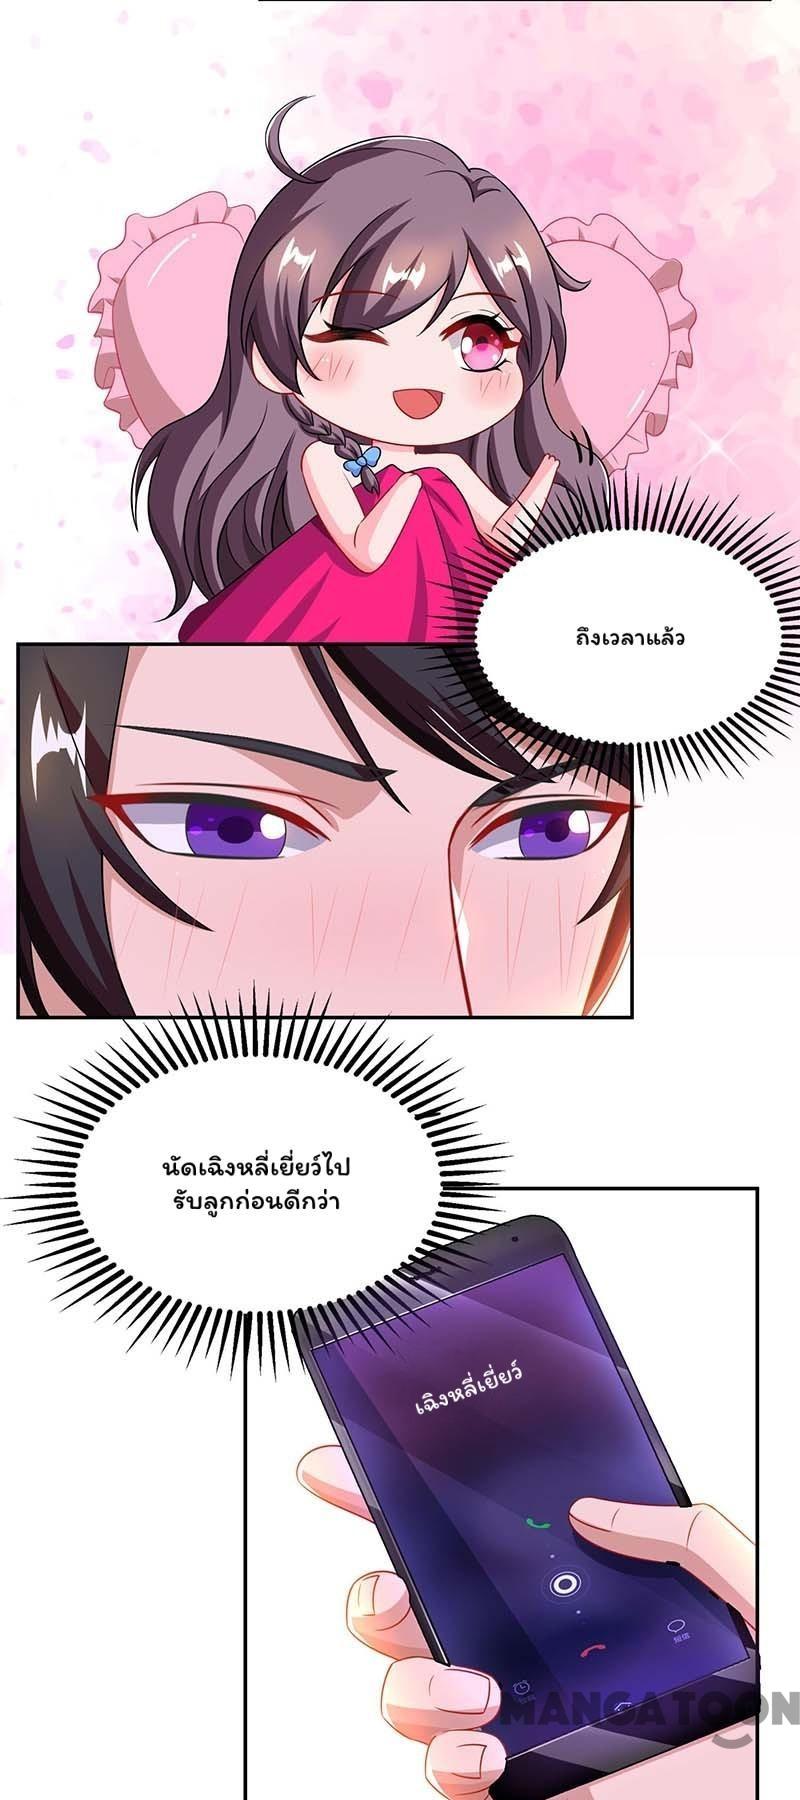 ถึงเวลาแล้ว
นัดเฉิงหลี่เยี่ยว์ไป
รับลูกก่อนดีกว่า
เฉิงหลี่เยี่ยว์
短信
MANGATOON